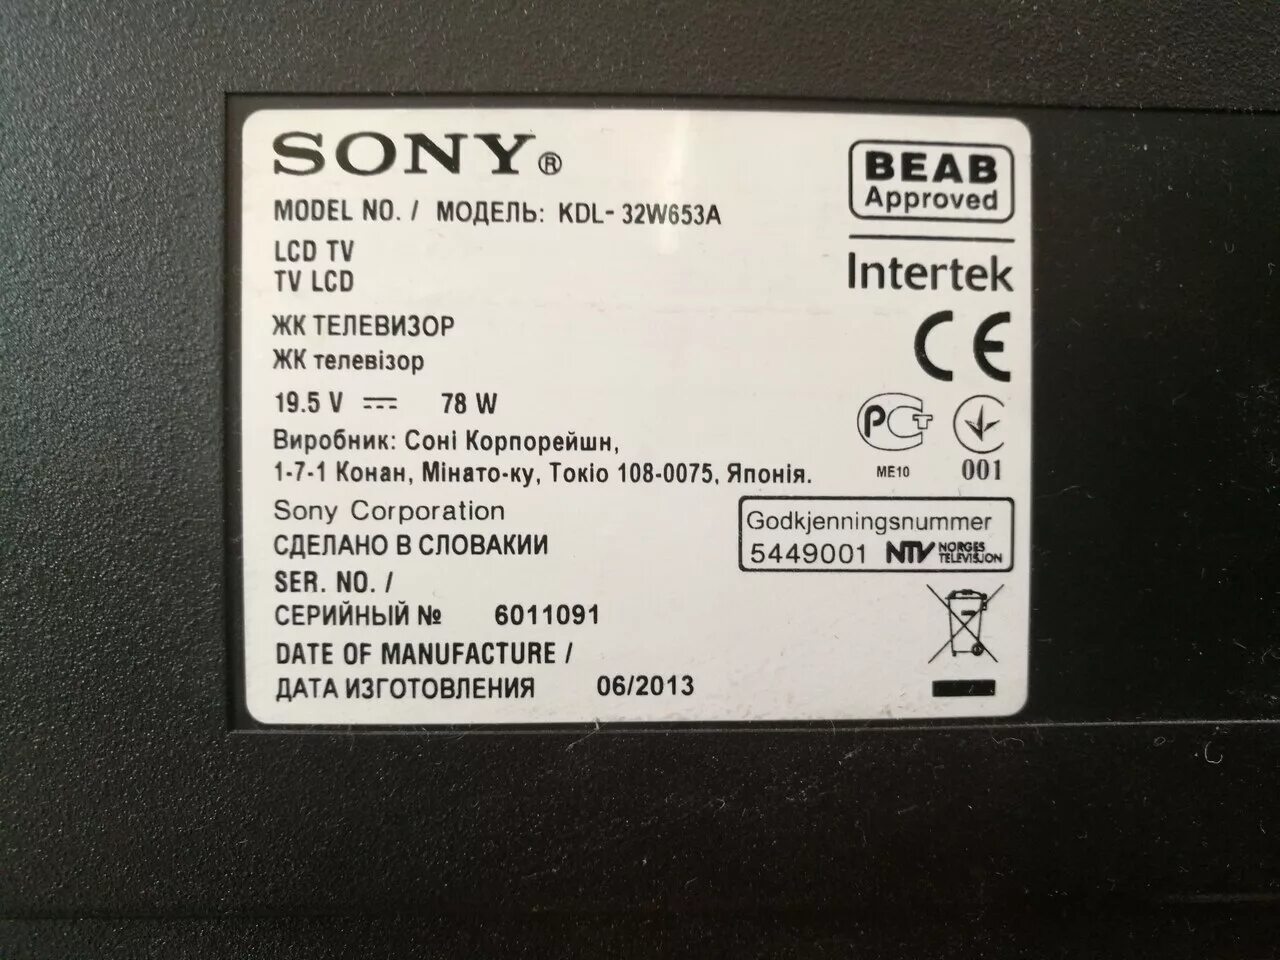 SONY®
MODEL NO. / МОДЕЛЬ: KDL- 32W653A
LCD TV
TV LCD
ЖК ТЕЛЕВИЗОР
ЖК телевізор
19.5 V ⎓ 78 W
Виробник: Соні Корпорейшн,
1-7-1 Конан, Мінато-ку, Токіо 108-0075, Японія.
Sony Corporation
СДЕЛАНО В СЛОВАКИИ
SER. NO. /
СЕРИЙНЫЙ № 6011091
DATE OF MANUFACTURE /
ДАТА ИЗГОТОВЛЕНИЯ 06/2013
BEAB
Approved
Intertek
CE
РСТ
ME10 001
Godkjenningsnummer
5449001 NTV NORGES
TELEVISJON